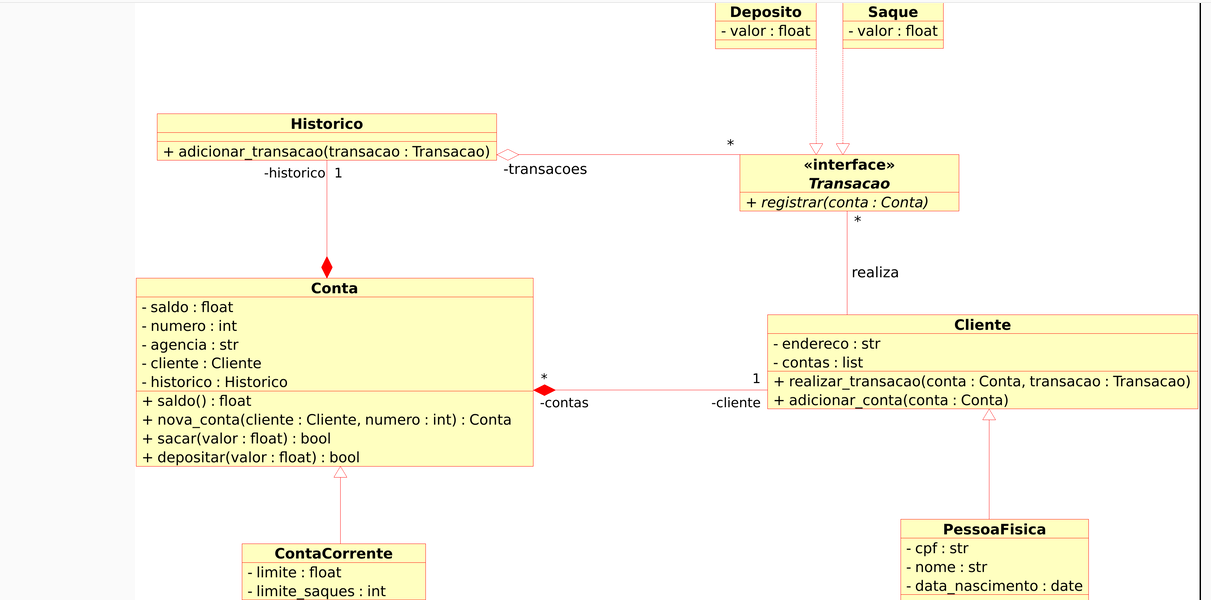 Deposito
- valor : float
Saque
- valor : float
Historico
+ adicionar_transacao(transacao : Transacao)
-historico 1
-transacoes
*
«interface»
Transacao
+ registrar(conta : Conta)
*
realiza
Conta
- saldo : float
- numero : int
- agencia : str
- cliente : Cliente
- historico : Historico
+ saldo() : float
+ nova_conta(cliente : Cliente, numero : int) : Conta
+ sacar(valor : float) : bool
+ depositar(valor : float) : bool
*
-contas
1
-cliente
Cliente
- endereco : str
- contas : list
+ realizar_transacao(conta : Conta, transacao : Transacao)
+ adicionar_conta(conta : Conta)
ContaCorrente
- limite : float
- limite_saques : int
PessoaFisica
- cpf : str
- nome : str
- data_nascimento : date